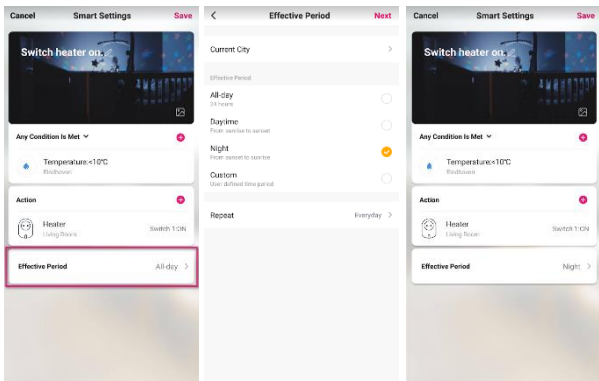 Cancel Smart Settings Save
Switch heater on
Any Condition Is Met
Temperature:<10°C
Eindhoven
Action
Heater
Living Room
Switch 1:ON
Effective Period All-day
Effective Period Next
Current City
Effective Period
All-day
24 hours
Daytime
From sunrise to sunset
Night
From sunset to sunrise
Custom
User defined time period
Repeat Everyday
Cancel Smart Settings Save
Switch heater on
Any Condition Is Met
Temperature:<10°C
Eindhoven
Action
Heater
Living Room
Switch 1:ON
Effective Period Night